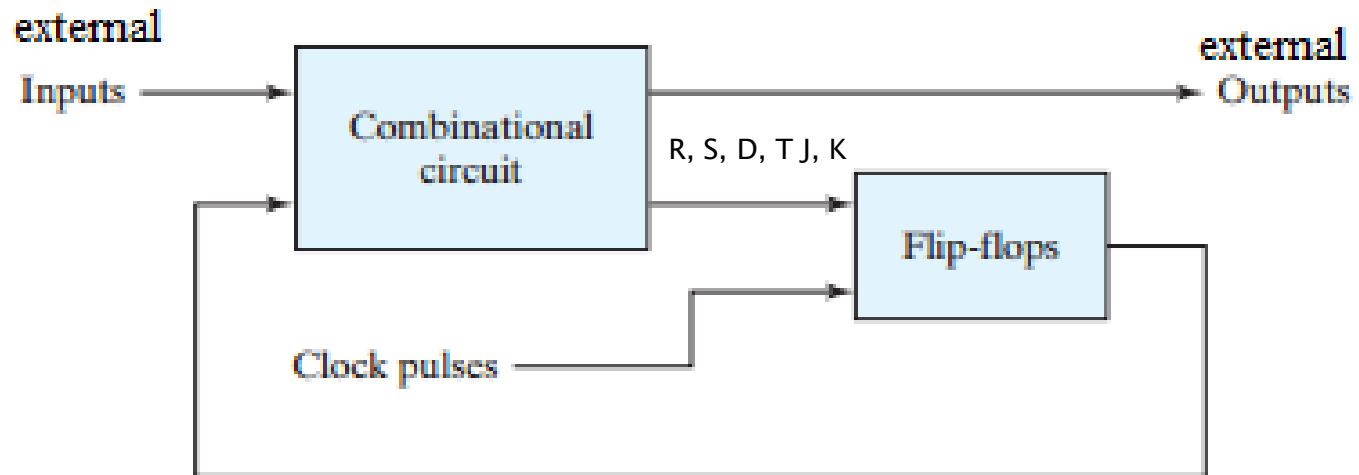 external
Inputs
Combinational
circuit
external
Outputs
R, S, D, T J, K
Flip-flops
Clock pulses